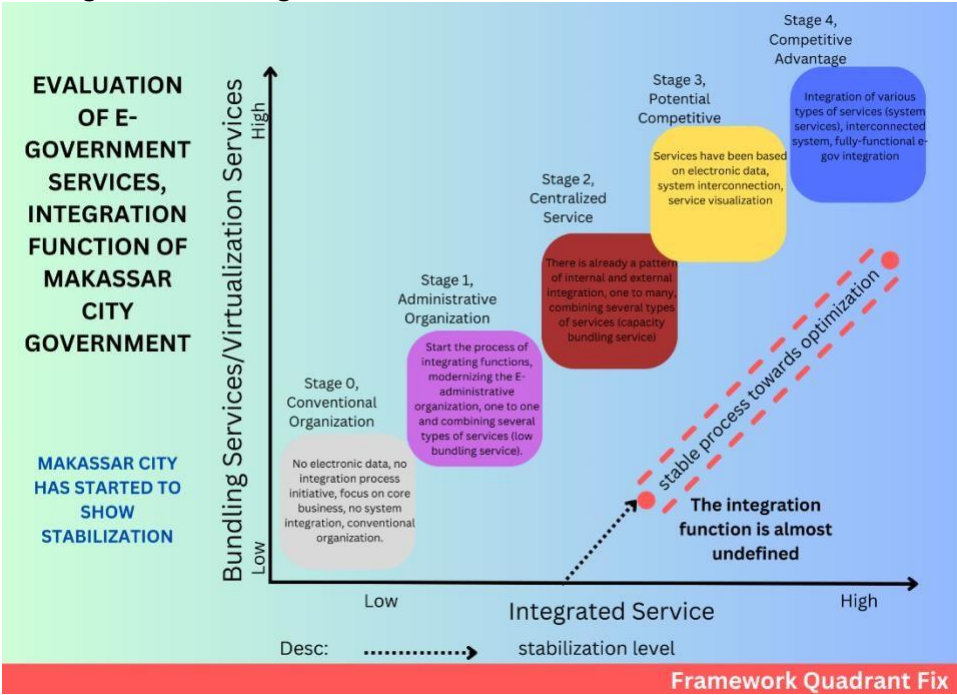 EVALUATION
OF E-
GOVERNMENT
SERVICES,
INTEGRATION
FUNCTION OF
MAKASSAR
CITY
GOVERNMENT
MAKASSAR CITY
HAS STARTED TO
SHOW
STABILIZATION
Bundling Services/Virtualization Services
High
Low
Stage 0,
Conventional
Organization
No electronic data, no
integration process
initiative, focus on core
business, no system
integration, conventional
organization.
Stage 1,
Administrative
Organization
Start the process of
integrating functions,
modernizing the E-
administrative
organization, one to one
and combining several
types of services (low
bundling service).
Stage 2,
Centralized
Service
There is already a pattern
of internal and external
integration, one to many,
combining several types
of services (capacity
bundling service)
Stage 3,
Potential
Competitive
Services have been based
on electronic data,
system interconnection,
service visualization
Stage 4,
Competitive
Advantage
Integration of various
types of services (system
services), interconnected
system, fully-functional e-
gov integration
stable process towards optimization
The integration
function is almost
undefined
Low
Integrated Service
High
Desc:
stabilization level
Framework Quadrant Fix